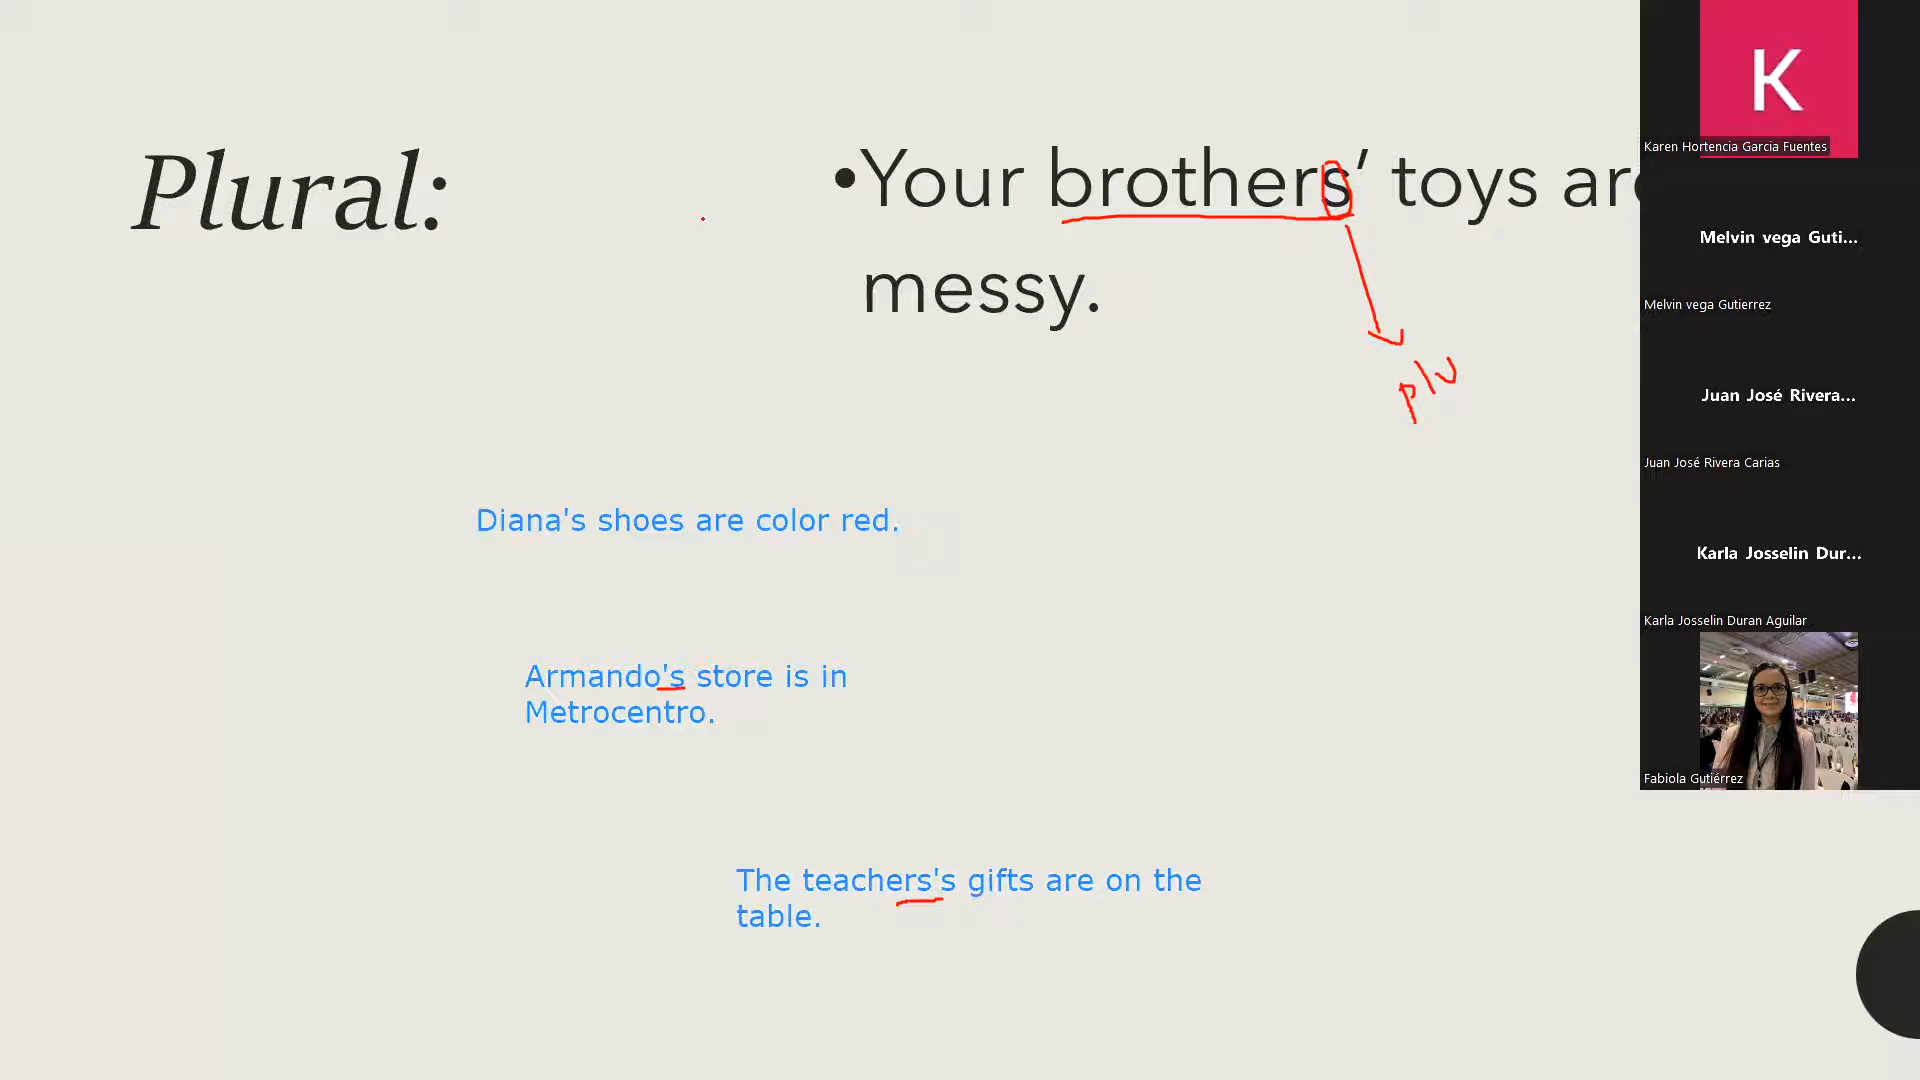 Plural:
•Your brothers’ toys are
messy.
plu
Diana's shoes are color red.
Armando's store is in
Metrocentro.
The teachers's gifts are on the
table.
K
Karen Hortencia Garcia Fuentes
Melvin vega Guti...
Melvin vega Gutierrez
Juan José Rivera...
Juan José Rivera Carias
Karla Josselin Dur...
Karla Josselin Duran Aguilar
Fabiola Gutiérrez